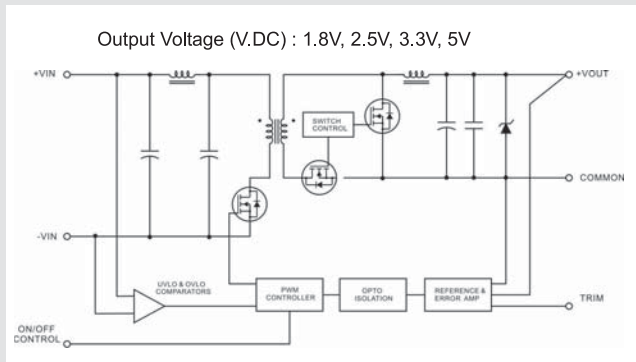 Output Voltage (V.DC) : 1.8V, 2.5V, 3.3V, 5V
+VIN
+VOUT
SWITCH
CONTROL
COMMON
-VIN
UVLO & OVLO
COMPARATORS
PWM
CONTROLLER
OPTO
ISOLATION
REFERENCE &
ERROR AMP
TRIM
ON/OFF
CONTROL